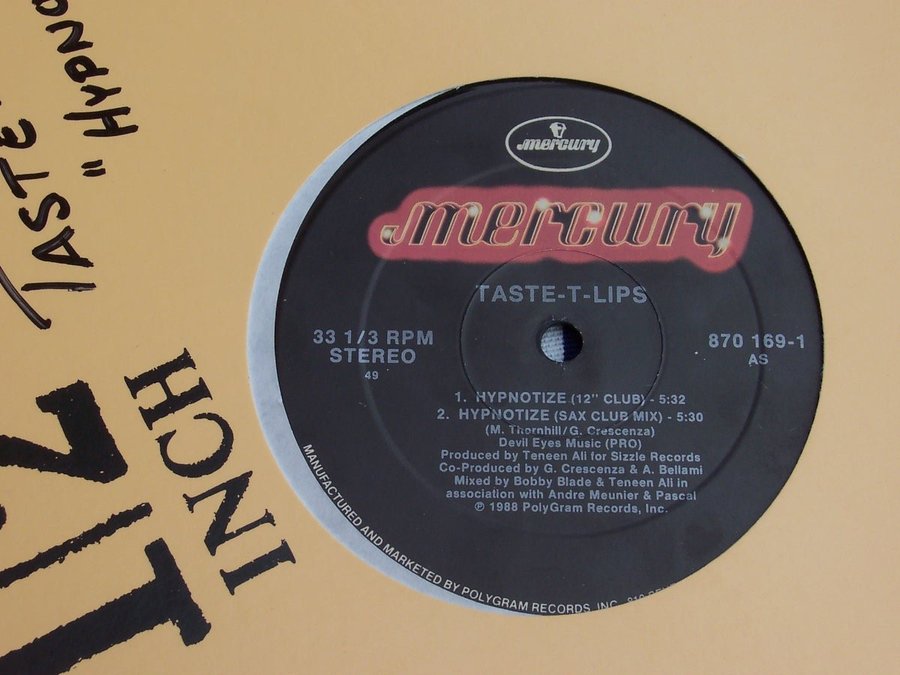 mercury
mercury
TASTE-T-LIPS
33 1/3 RPM
STEREO
49
870 169-1
AS
1. HYPNOTIZE (12" CLUB) - 5:32
2. HYPNOTIZE (SAX CLUB MIX) - 5:30
(M. Thornhill/G. Crescenza)
Devil Eyes Music (PRO)
Produced by Teneen Ali for Sizzle Records
Co-Produced by G. Crescenza & A. Bellami
Mixed by Bobby Blade & Teneen Ali in
association with Andre Meunier & Pascal
℗ 1988 PolyGram Records, Inc.
MANUFACTURED AND MARKETED BY POLYGRAM RECORDS, INC.
TASTE
"HYPNO
12
INCH